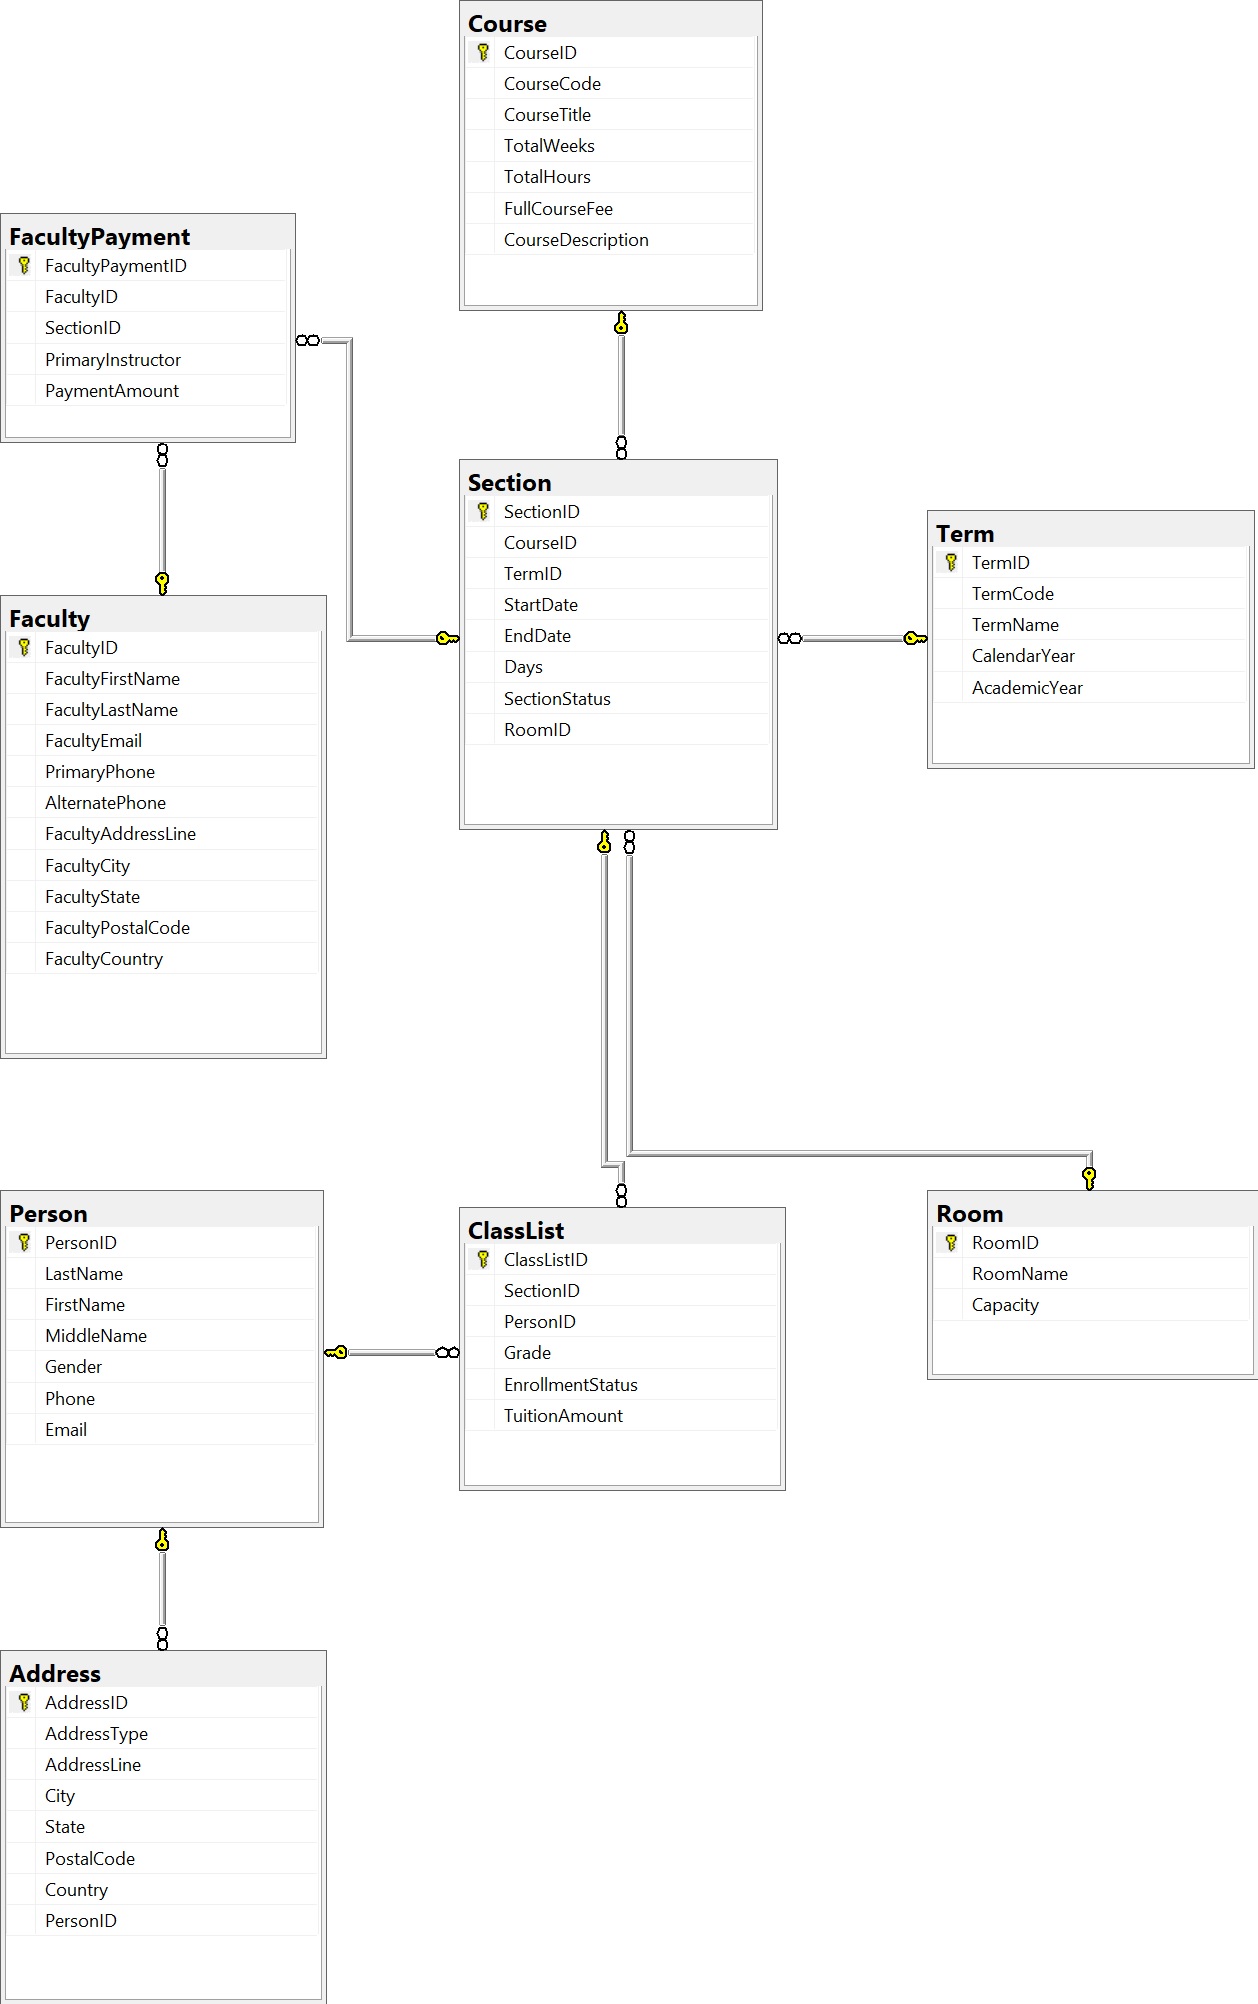 Course
CourseID
CourseCode
CourseTitle
TotalWeeks
TotalHours
FullCourseFee
CourseDescription
FacultyPayment
FacultyPaymentID
FacultyID
SectionID
PrimaryInstructor
PaymentAmount
Section
SectionID
CourseID
TermID
StartDate
EndDate
Days
SectionStatus
RoomID
Term
TermID
TermCode
TermName
CalendarYear
AcademicYear
Faculty
FacultyID
FacultyFirstName
FacultyLastName
FacultyEmail
PrimaryPhone
AlternatePhone
FacultyAddressLine
FacultyCity
FacultyState
FacultyPostalCode
FacultyCountry
Person
PersonID
LastName
FirstName
MiddleName
Gender
Phone
Email
ClassList
ClassListID
SectionID
PersonID
Grade
EnrollmentStatus
TuitionAmount
Room
RoomID
RoomName
Capacity
Address
AddressID
AddressType
AddressLine
City
State
PostalCode
Country
PersonID